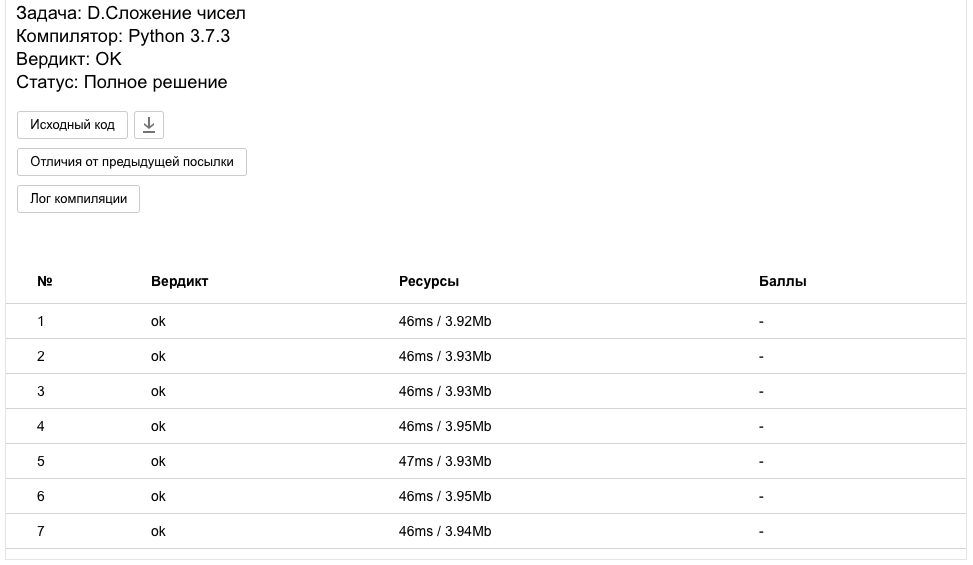 Задача: D.Сложение чисел
Компилятор: Python 3.7.3
Вердикт: OK
Статус: Полное решение
Исходный код
Отличия от предыдущей посылки
Лог компиляции
№ Вердикт Ресурсы Баллы
1 ok 46ms / 3.92Mb -
2 ok 46ms / 3.93Mb -
3 ok 46ms / 3.93Mb -
4 ok 46ms / 3.95Mb -
5 ok 47ms / 3.93Mb -
6 ok 46ms / 3.95Mb -
7 ok 46ms / 3.94Mb -